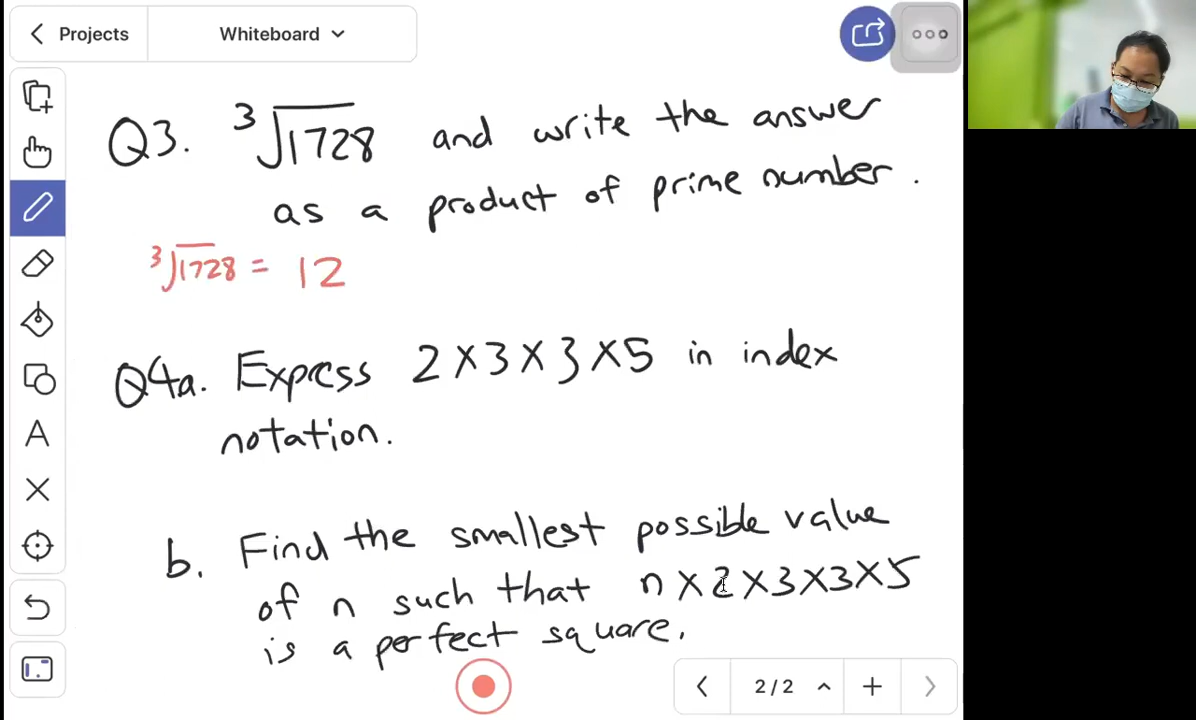 Projects
Whiteboard
Q3. ³√1728 and write the answer
as a product of prime number.
³√1728 = 12
Q4a. Express 2×3×3×5 in index
notation.
b. Find the smallest possible value
of n such that n×2×3×3×5
is a perfect square.
A
2/2